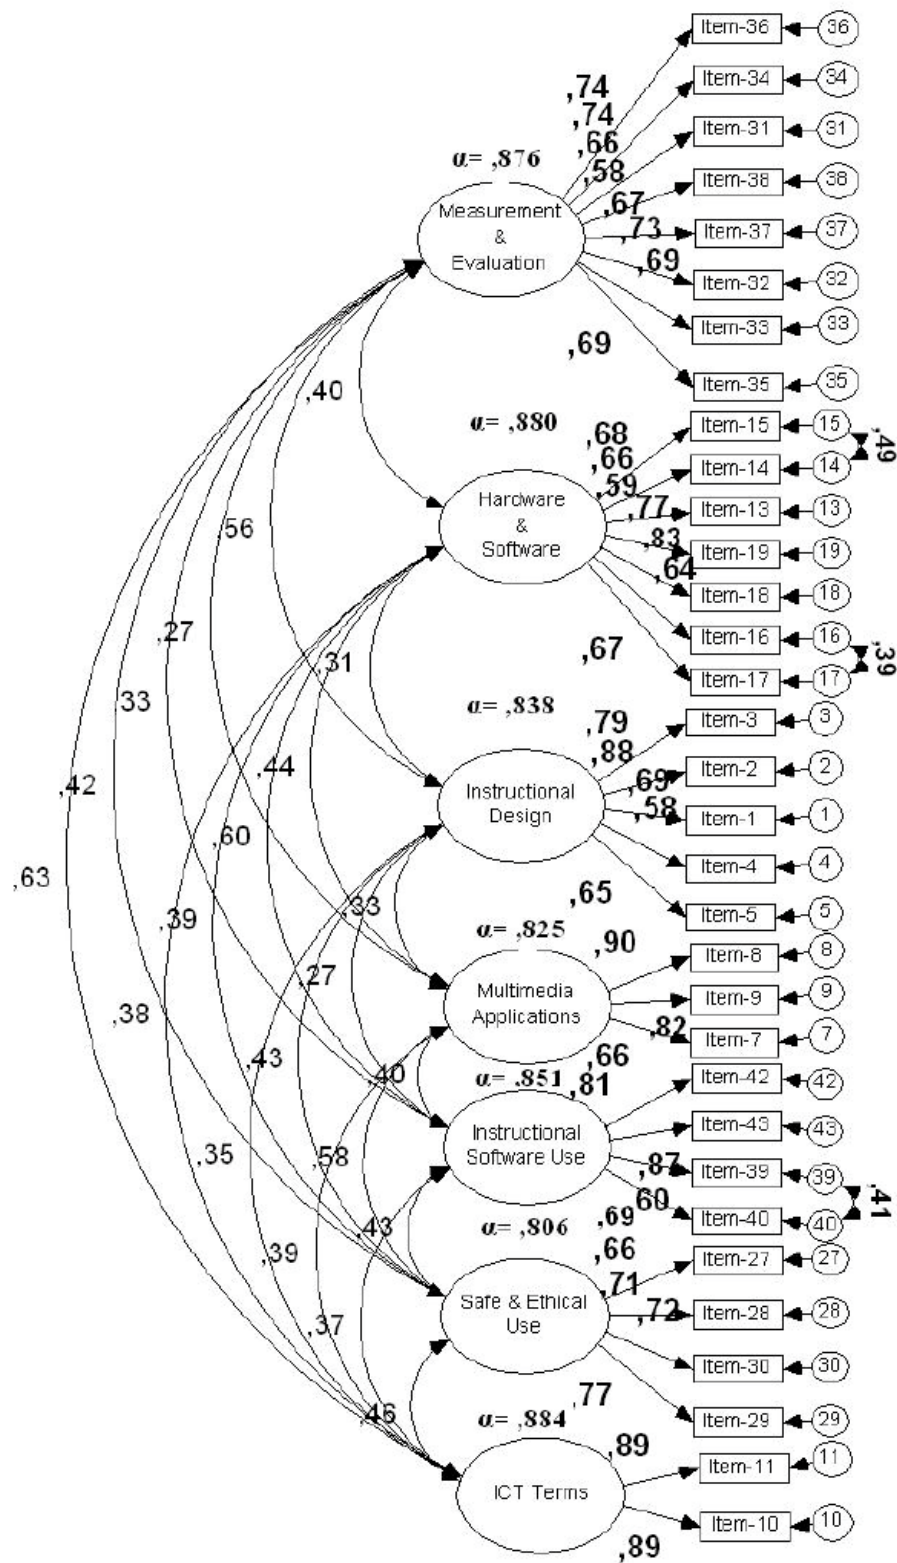 Item-36 36
,74
Item-34 34
,74
Item-31 31
,66
α= ,876
,58
Item-38 38
,67
Measurement
&
Evaluation
,73
Item-37 37
,69
Item-32 32
Item-33 33
,69
Item-35 35
,40
α= ,880
,68
Item-15 15
,49
,66
Item-14 14
,59
Hardware
&
Software
,77
Item-13 13
,83
Item-19 19
,64
Item-18 18
,56
Item-16 16
,39
,27
,31
,67
Item-17 17
,33
α= ,838
,79
Item-3 3
,88
,42
,44
Instructional
Design
,69
Item-2 2
,58
Item-1 1
,60
Item-4 4
,63
,65
Item-5 5
,39
,33
α= ,825
,90
Item-8 8
,27
Multimedia
Applications
Item-9 9
,38
,82
Item-7 7
,43
,40
,66
α= ,851
,81
Item-42 42
Instructional
Software Use
Item-43 43
,35
,58
,87
Item-39 39
,41
,60
Item-40 40
,43
,69
α= ,806
,39
,66
Item-27 27
,71
Safe & Ethical
Use
,72
Item-28 28
,37
Item-30 30
,77
Item-29 29
,46
α= ,884
,89
Item-11 11
ICT Terms
Item-10 10
,89